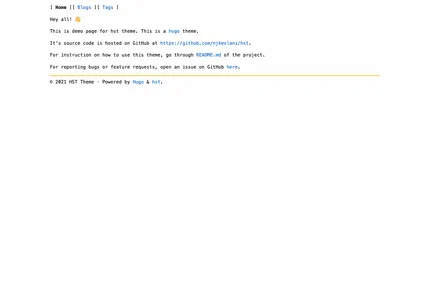 [ Home ][ Blogs ][ Tags ]
Hey all! 👋
This is demo page for hst theme. This is a hugo theme.
It's source code is hosted on GitHub at https://github.com/njkevlani/hst.
For instruction on how to use this theme, go through README.md of the project.
For reporting bugs or feature requests, open an issue on GitHub here.
© 2021 HST Theme · Powered by Hugo & hst.